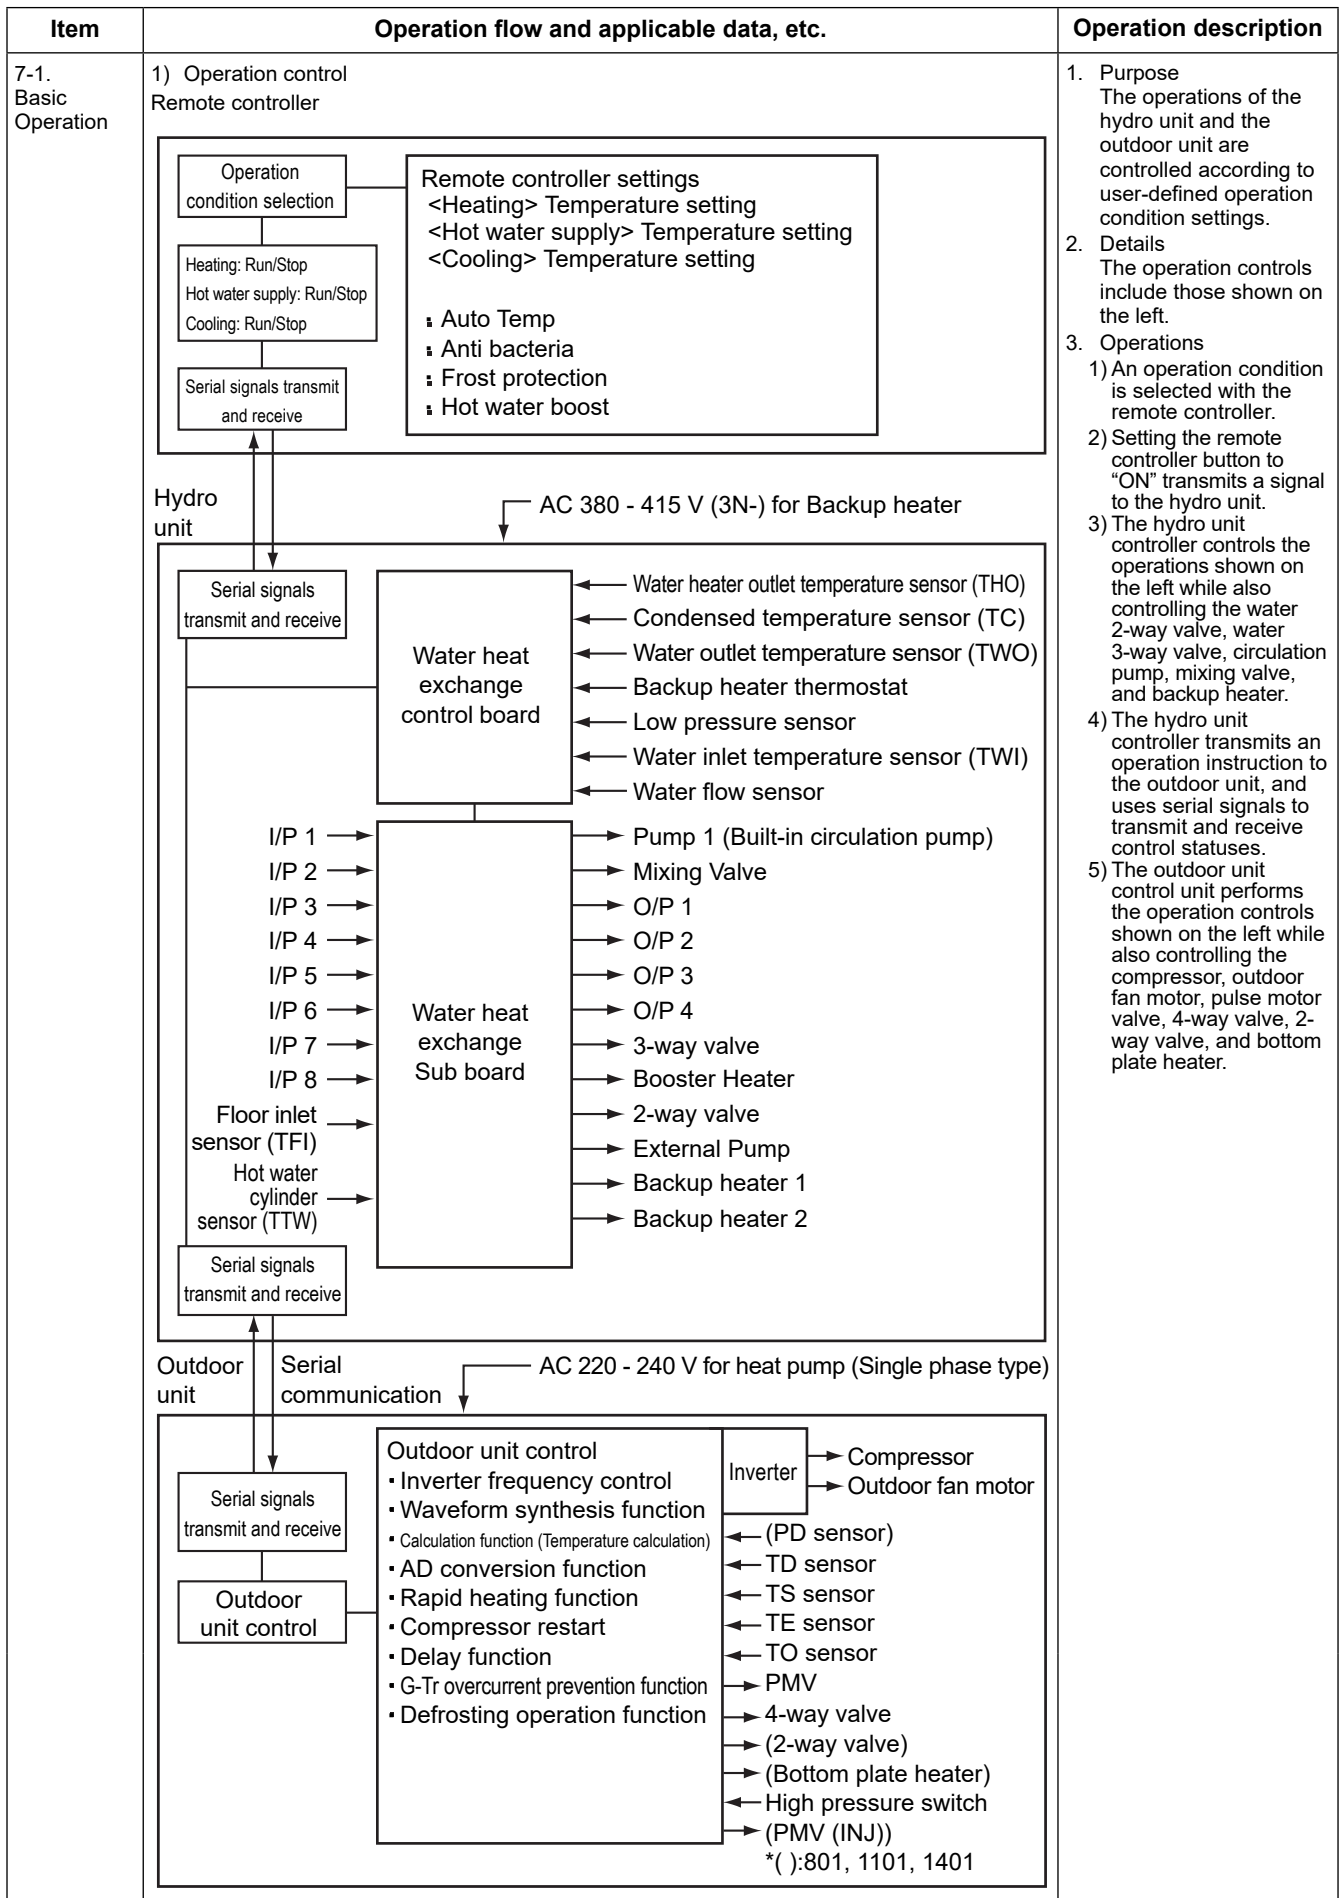 Item
Operation flow and applicable data, etc.
Operation description
7-1.
Basic
Operation
1) Operation control
Remote controller
Operation
condition selection
Heating: Run/Stop
Hot water supply: Run/Stop
Cooling: Run/Stop
Serial signals transmit
and receive
Remote controller settings
<Heating> Temperature setting
<Hot water supply> Temperature setting
<Cooling> Temperature setting
Auto Temp
Anti bacteria
Frost protection
Hot water boost
Hydro
unit
AC 380 - 415 V (3N-) for Backup heater
Serial signals
transmit and receive
Water heat
exchange
control board
Water heater outlet temperature sensor (THO)
Condensed temperature sensor (TC)
Water outlet temperature sensor (TWO)
Backup heater thermostat
Low pressure sensor
Water inlet temperature sensor (TWI)
Water flow sensor
I/P 1
I/P 2
I/P 3
I/P 4
I/P 5
I/P 6
I/P 7
I/P 8
Floor inlet
sensor (TFI)
Hot water
cylinder
sensor (TTW)
Water heat
exchange
Sub board
Pump 1 (Built-in circulation pump)
Mixing Valve
O/P 1
O/P 2
O/P 3
O/P 4
3-way valve
Booster Heater
2-way valve
External Pump
Backup heater 1
Backup heater 2
Serial signals
transmit and receive
Outdoor
unit
Serial
communication
AC 220 - 240 V for heat pump (Single phase type)
Serial signals
transmit and receive
Outdoor
unit control
Outdoor unit control
· Inverter frequency control
· Waveform synthesis function
· Calculation function (Temperature calculation)
· AD conversion function
· Rapid heating function
· Compressor restart
· Delay function
· G-Tr overcurrent prevention function
· Defrosting operation function
Inverter
Compressor
Outdoor fan motor
(PD sensor)
TD sensor
TS sensor
TE sensor
TO sensor
PMV
4-way valve
(2-way valve)
(Bottom plate heater)
High pressure switch
(PMV (INJ))
*( ):801, 1101, 1401
1. Purpose
The operations of the
hydro unit and the
outdoor unit are
controlled according to
user-defined operation
condition settings.
2. Details
The operation controls
include those shown on
the left.
3. Operations
1) An operation condition
is selected with the
remote controller.
2) Setting the remote
controller button to
“ON” transmits a signal
to the hydro unit.
3) The hydro unit
controller controls the
operations shown on
the left while also
controlling the water
2-way valve, water
3-way valve, circulation
pump, mixing valve,
and backup heater.
4) The hydro unit
controller transmits an
operation instruction to
the outdoor unit, and
uses serial signals to
transmit and receive
control statuses.
5) The outdoor unit
control unit performs
the operation controls
shown on the left while
also controlling the
compressor, outdoor
fan motor, pulse motor
valve, 4-way valve, 2-
way valve, and bottom
plate heater.